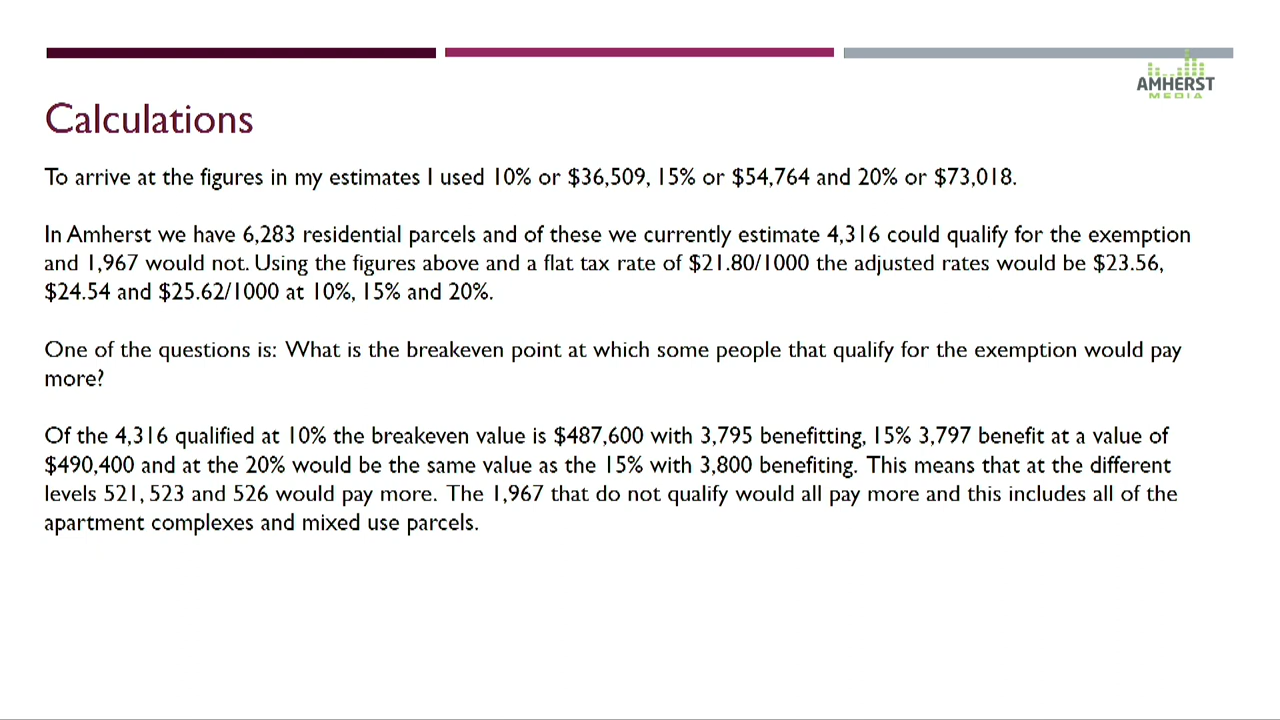 AMHERST
MEDIA
Calculations
To arrive at the figures in my estimates I used 10% or $36,509, 15% or $54,764 and 20% or $73,018.
In Amherst we have 6,283 residential parcels and of these we currently estimate 4,316 could qualify for the exemption
and 1,967 would not. Using the figures above and a flat tax rate of $21.80/1000 the adjusted rates would be $23.56,
$24.54 and $25.62/1000 at 10%, 15% and 20%.
One of the questions is: What is the breakeven point at which some people that qualify for the exemption would pay
more?
Of the 4,316 qualified at 10% the breakeven value is $487,600 with 3,795 benefitting, 15% 3,797 benefit at a value of
$490,400 and at the 20% would be the same value as the 15% with 3,800 benefiting. This means that at the different
levels 521, 523 and 526 would pay more. The 1,967 that do not qualify would all pay more and this includes all of the
apartment complexes and mixed use parcels.